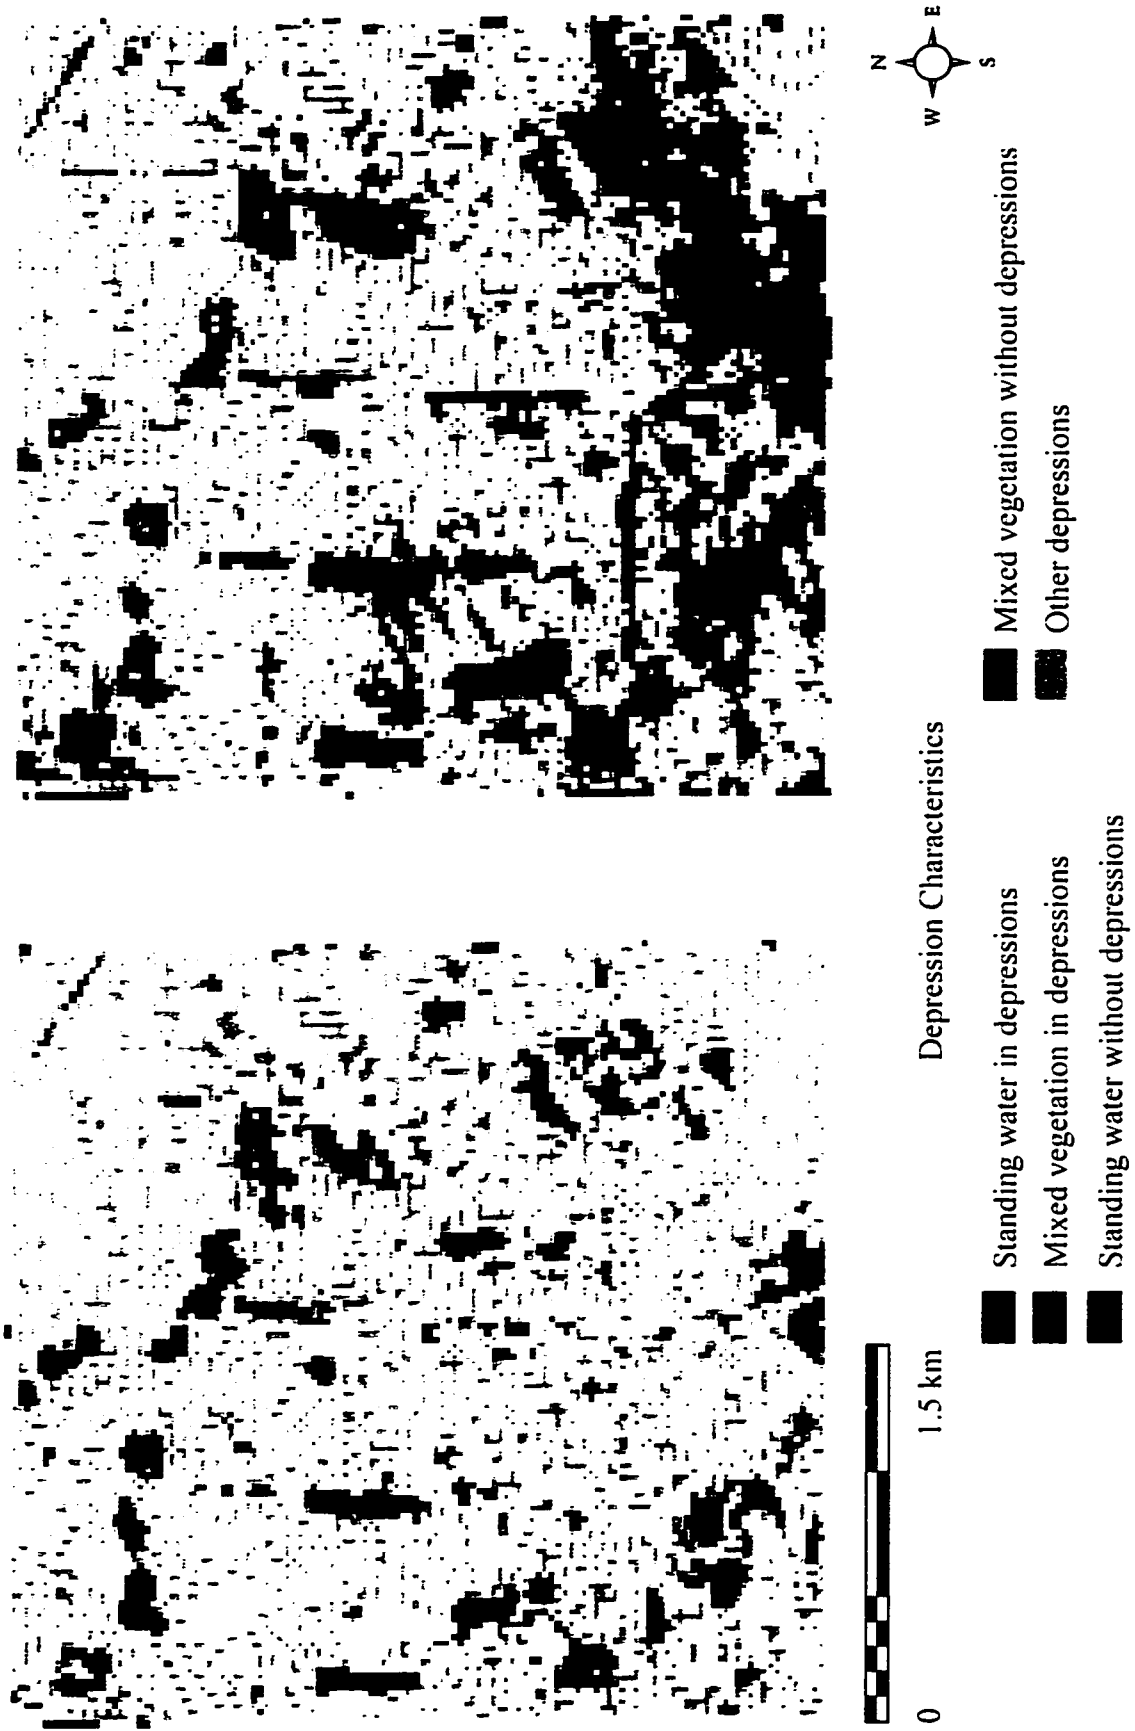 N
W E
S
0 1.5 km
Depression Characteristics
Standing water in depressions
Mixed vegetation in depressions
Standing water without depressions
Mixed vegetation without depressions
Other depressions